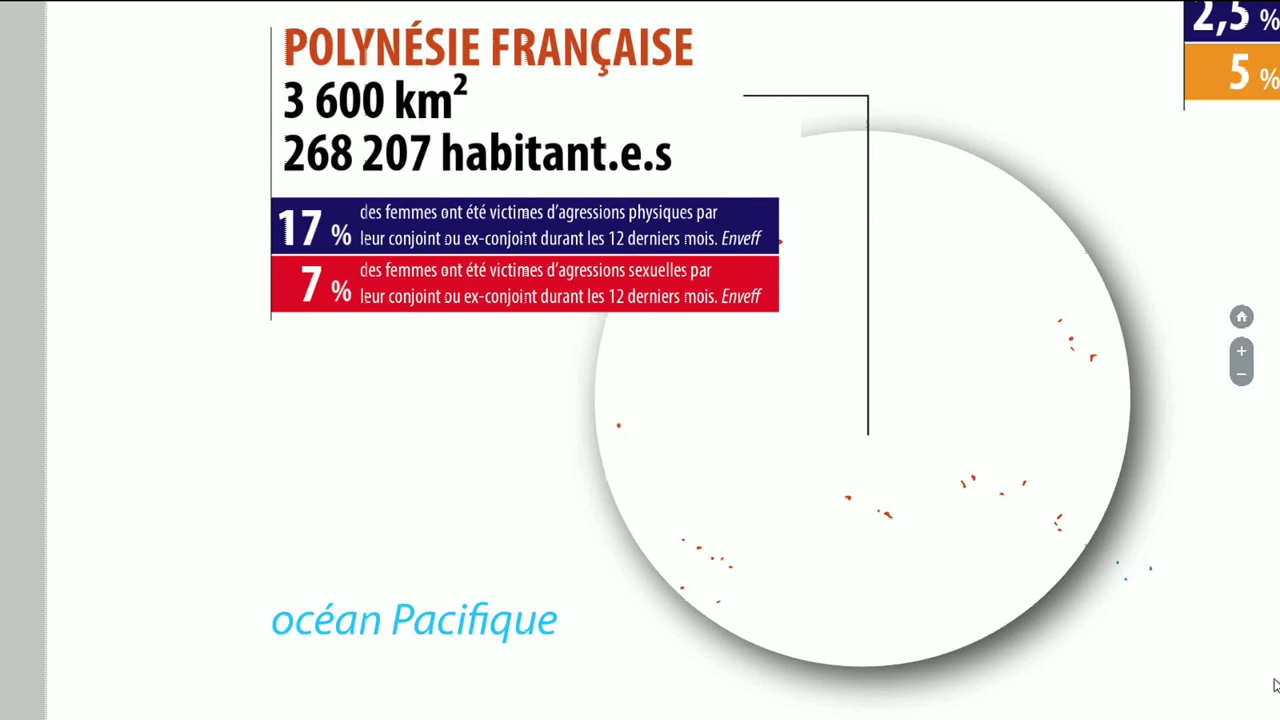 POLYNÉSIE FRANÇAISE
3 600 km²
268 207 habitant.e.s
17 % des femmes ont été victimes d'agressions physiques par
leur conjoint ou ex-conjoint durant les 12 derniers mois. Enveff
7 % des femmes ont été victimes d'agressions sexuelles par
leur conjoint ou ex-conjoint durant les 12 derniers mois. Enveff
2,5 %
5 %
océan Pacifique